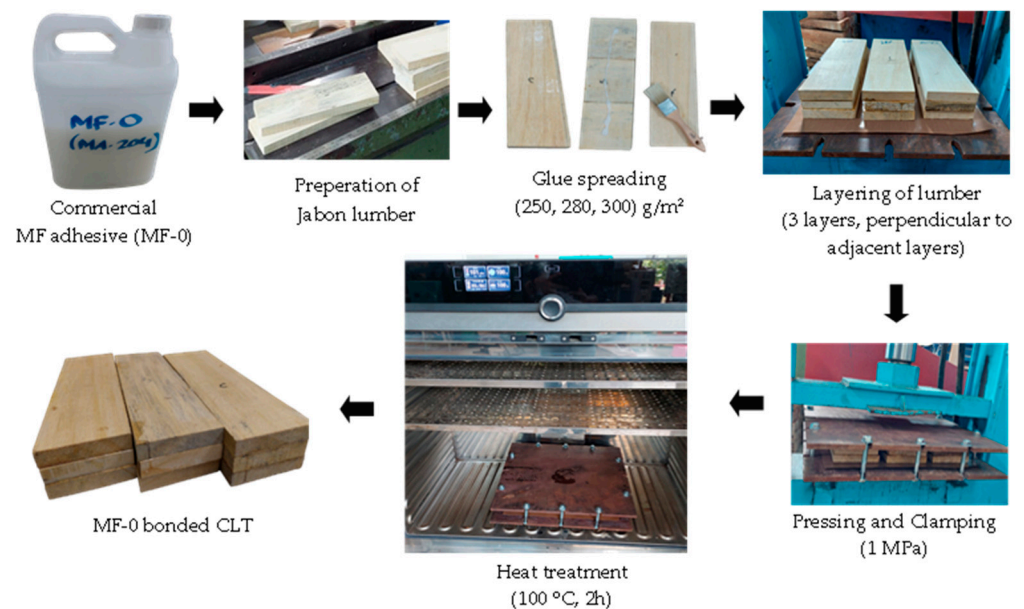 MF-0
(MA-204)
Commercial
MF adhesive (MF-0)
Preperation of
Jabon lumber
Glue spreading
(250, 280, 300) g/m²
Layering of lumber
(3 layers, perpendicular to
adjacent layers)
Pressing and Clamping
(1 MPa)
Heat treatment
(100 °C, 2h)
MF-0 bonded CLT